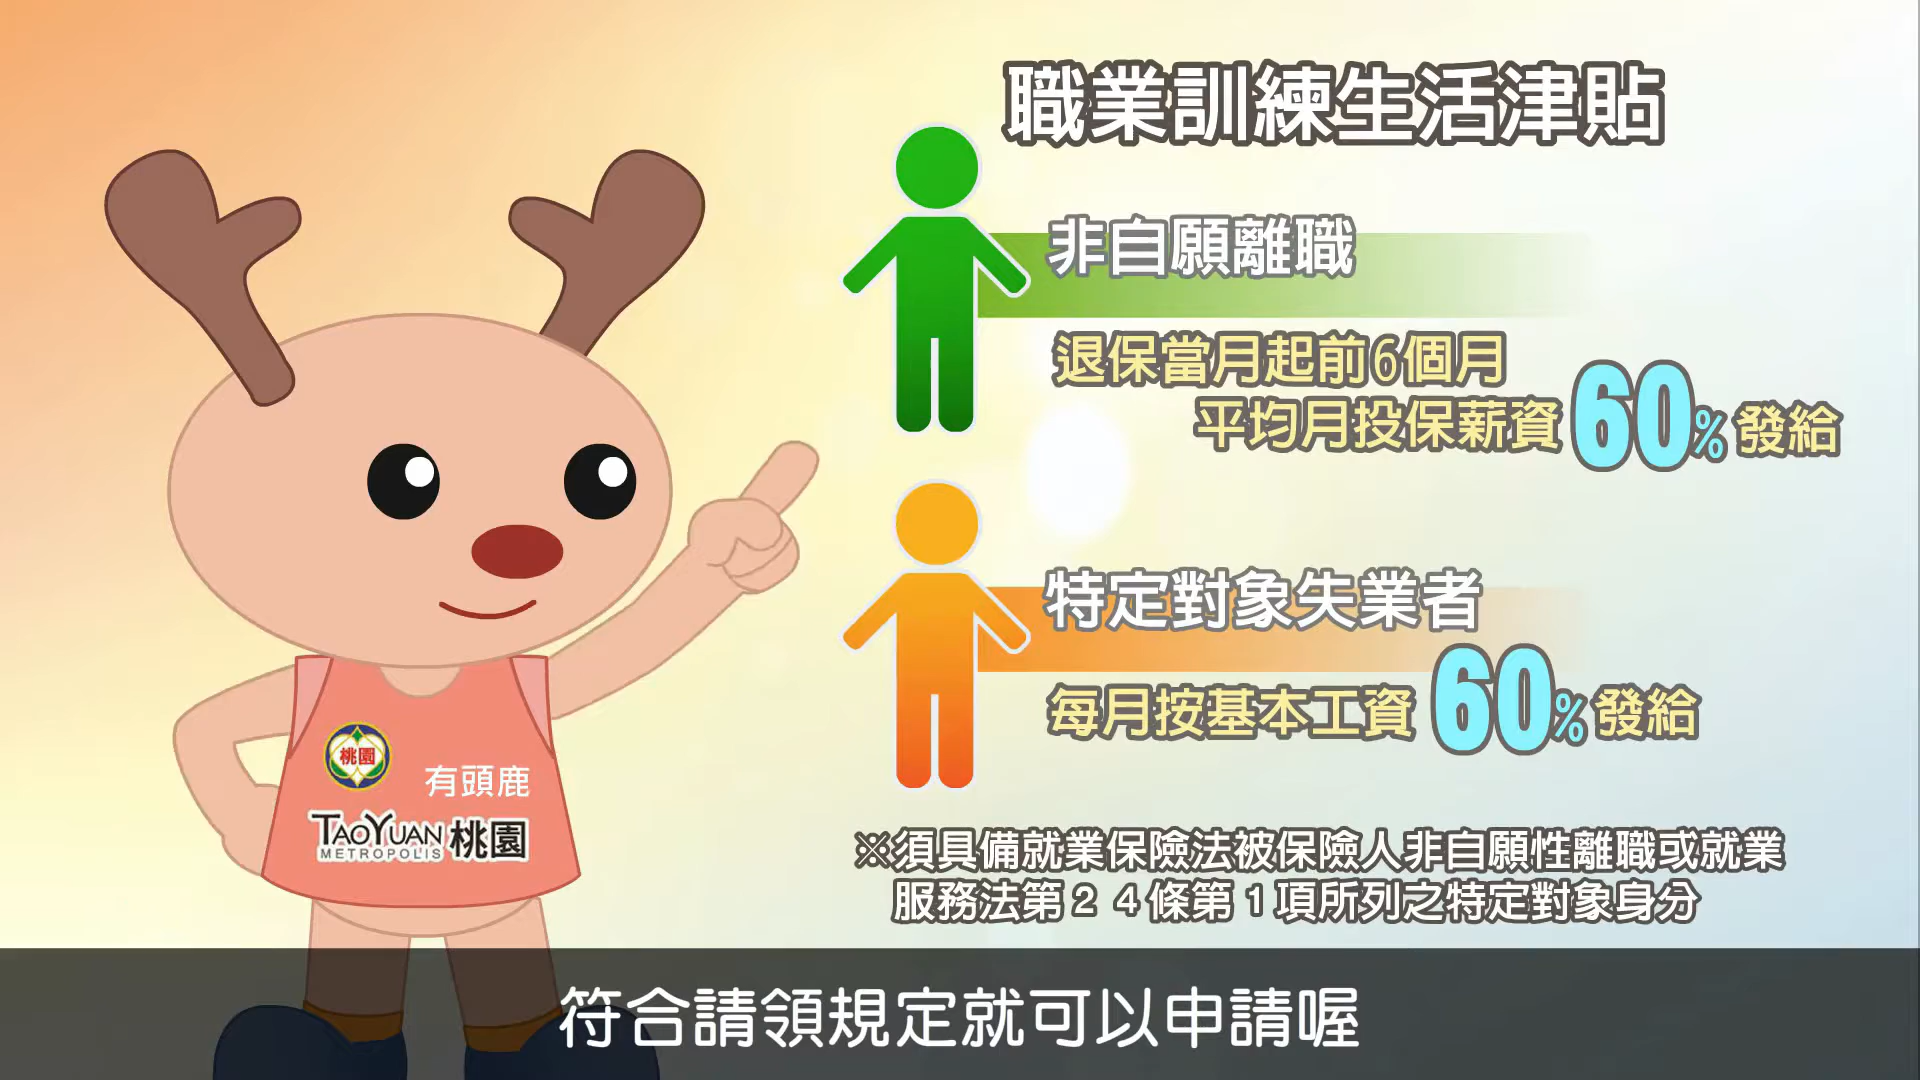 職業訓練生活津貼
非自願離職
退保當月起前6個月
平均月投保薪資60%發給
特定對象失業者
每月按基本工資60%發給
※須具備就業保險法被保險人非自願性離職或就業
服務法第24條第1項所列之特定對象身分
桃園
有頭鹿
TAOYUAN 桃園
METROPOLIS
符合請領規定就可以申請喔